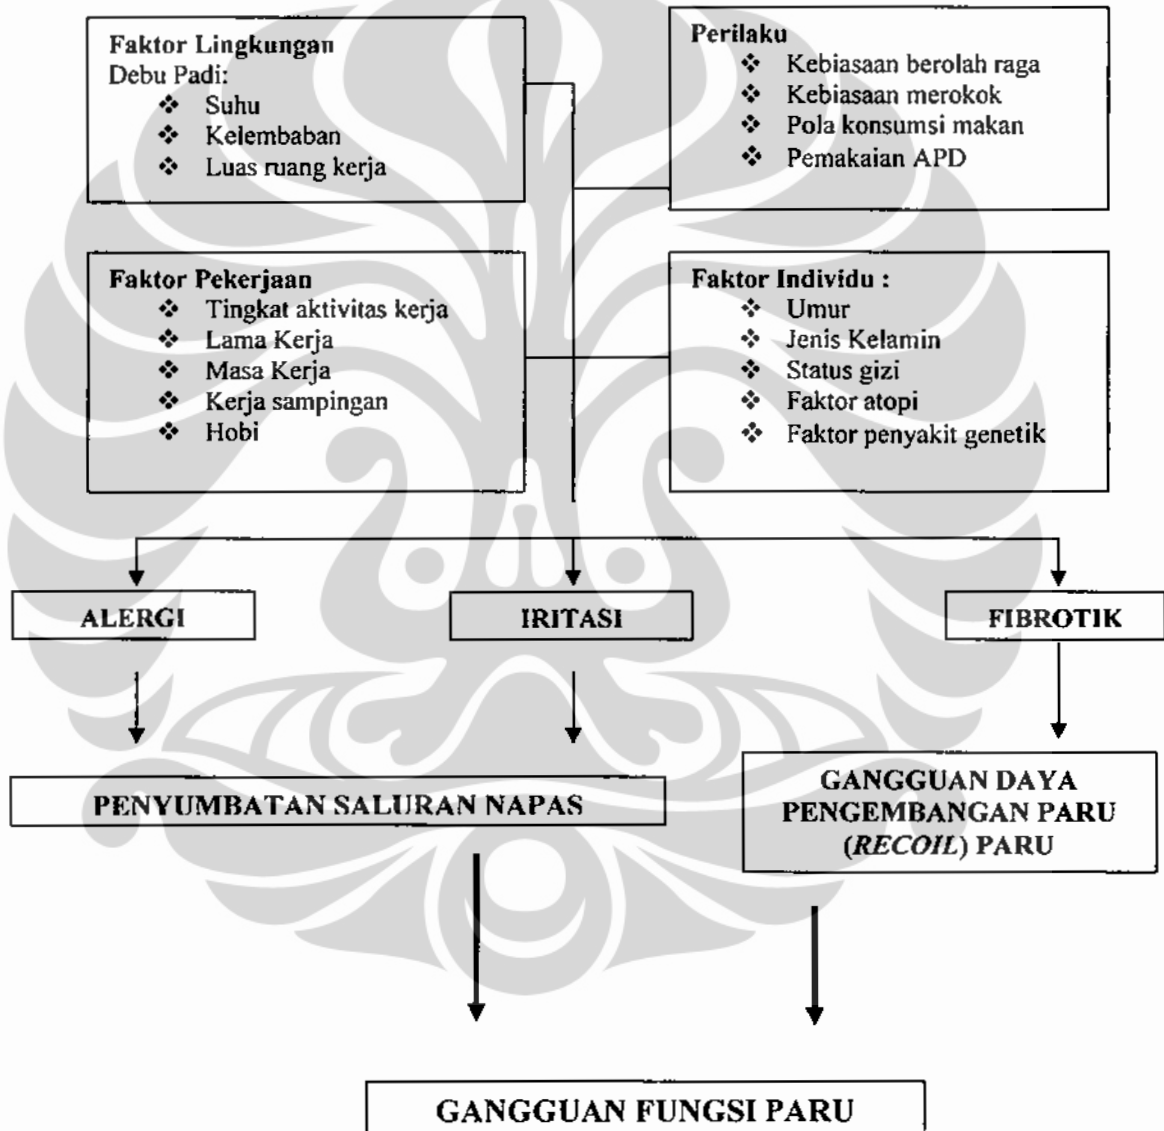 Faktor Lingkungan
Debu Padi:
❖ Suhu
❖ Kelembaban
❖ Luas ruang kerja
Perilaku
❖ Kebiasaan berolah raga
❖ Kebiasaan merokok
❖ Pola konsumsi makan
❖ Pemakaian APD
Faktor Pekerjaan
❖ Tingkat aktivitas kerja
❖ Lama Kerja
❖ Masa Kerja
❖ Kerja sampingan
❖ Hobi
Faktor Individu :
❖ Umur
❖ Jenis Kelamin
❖ Status gizi
❖ Faktor atopi
❖ Faktor penyakit genetik
ALERGI
IRITASI
FIBROTIK
PENYUMBATAN SALURAN NAPAS
GANGGUAN DAYA
PENGEMBANGAN PARU
(RECOIL) PARU
GANGGUAN FUNGSI PARU